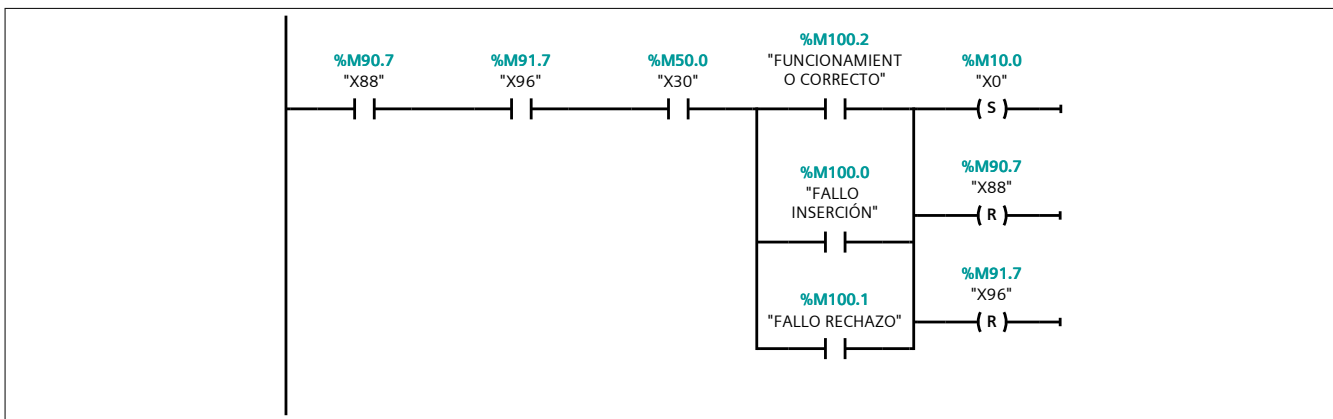 %M90.7
"X88"
%M91.7
"X96"
%M50.0
"X30"
%M100.2
"FUNCIONAMIENT
O CORRECTO"
%M10.0
"X0"
S
%M100.0
"FALLO
INSERCIÓN"
%M90.7
"X88"
R
%M100.1
"FALLO RECHAZO"
%M91.7
"X96"
R